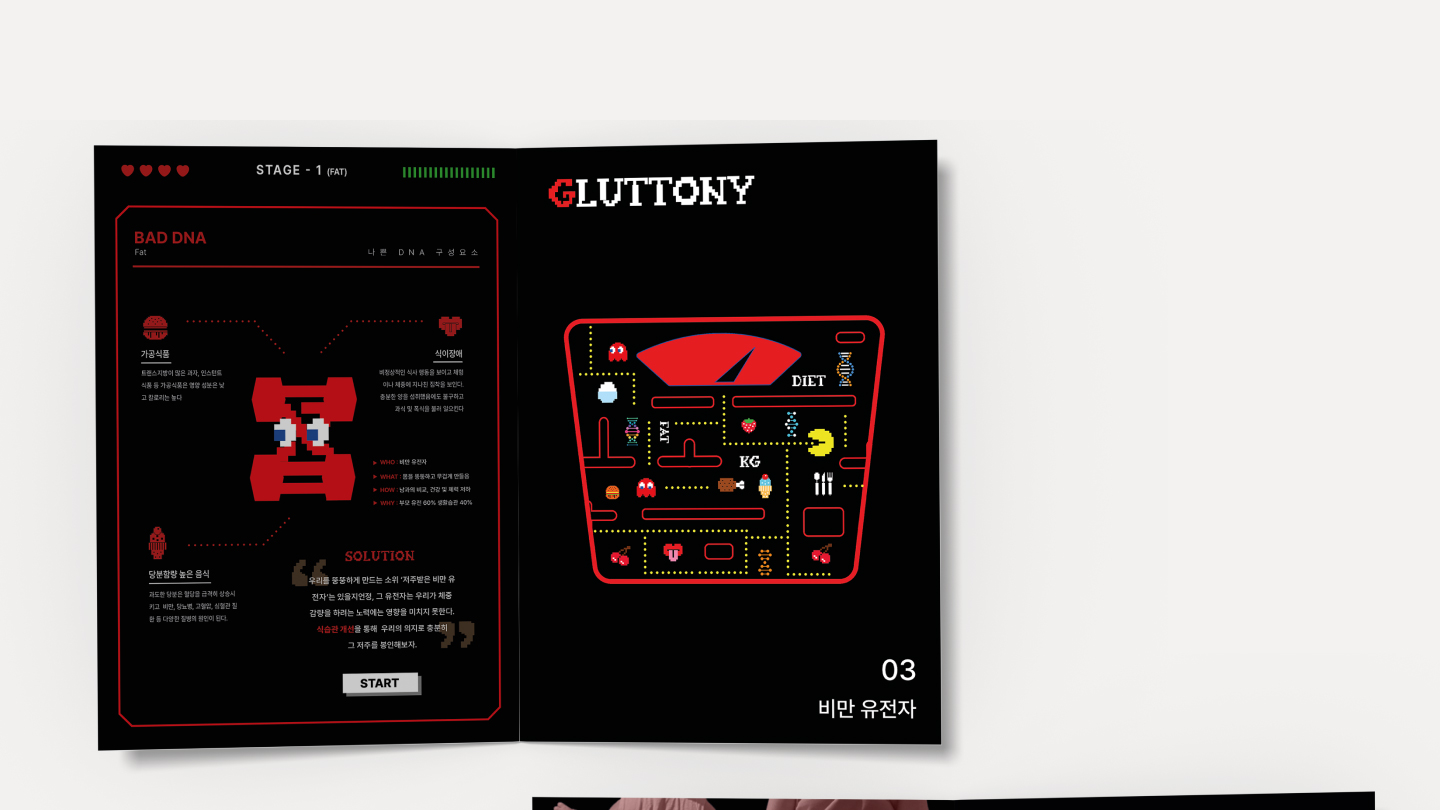 STAGE - 1 (FAT)
BAD DNA
Fat
나쁜 DNA 구성요소
가공식품
트랜스지방이 많은 과자, 인스턴트
식품 등 가공식품은 영양 성분은 낮
고 칼로리는 높다
식이장애
비정상적인 식사 행동을 보이고 체형
이나 체중에 지나친 집착을 보인다.
충분한 양을 섭취했음에도 불구하고
과식 및 폭식을 불러 일으킨다
WHO : 비만 유전자
WHAT : 몸을 뚱뚱하고 무겁게 만들음
HOW : 남과의 비교, 건강 및 체력 저하
WHY : 부모 유전 60% 생활습관 40%
당분함량 높은 음식
과도한 당분은 혈당을 급격히 상승시
키고 비만, 당뇨병, 고혈압, 심혈관 질
환 등 다양한 질병의 원인이 된다.
SOLUTION
우리를 뚱뚱하게 만드는 소위 '저주받은 비만 유
전자'는 있을지언정, 그 유전자는 우리가 체중
감량을 하려는 노력에는 영향을 미치지 못한다.
식습관 개선을 통해 우리의 의지로 충분히
그 저주를 봉인해보자.
START
GLUTTONY
DIET
FAT
KG
03
비만 유전자